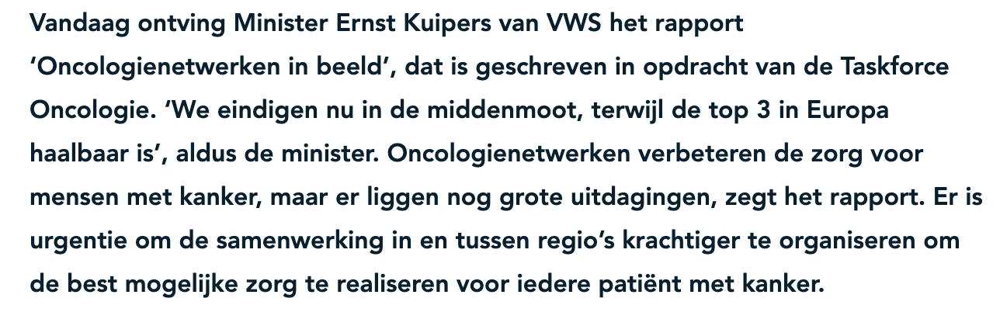 Vandaag ontving Minister Ernst Kuipers van VWS het rapport
‘Oncologienetwerken in beeld’, dat is geschreven in opdracht van de Taskforce
Oncologie. ‘We eindigen nu in de middenmoot, terwijl de top 3 in Europa
haalbaar is’, aldus de minister. Oncologienetwerken verbeteren de zorg voor
mensen met kanker, maar er liggen nog grote uitdagingen, zegt het rapport. Er is
urgentie om de samenwerking in en tussen regio’s krachtiger te organiseren om
de best mogelijke zorg te realiseren voor iedere patiënt met kanker.